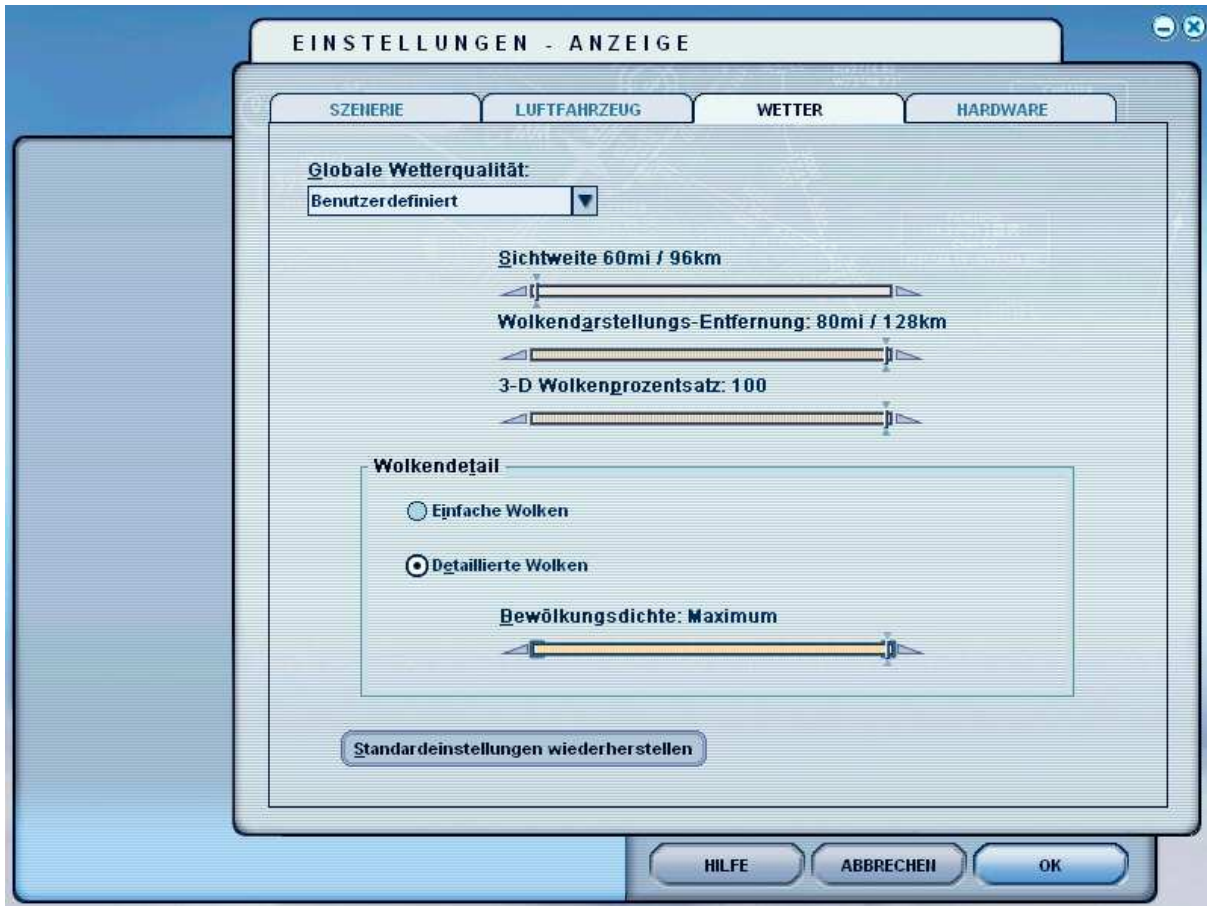 EINSTELLUNGEN - ANZEIGE
SZENERIE LUFTFAHRZEUG WETTER HARDWARE
Globale Wetterqualität:
Benutzerdefiniert
Sichtweite 60mi / 96km
Wolkendarstellungs-Entfernung: 80mi / 128km
3-D Wolkenprozentsatz: 100
Wolkendetail
Einfache Wolken
Detaillierte Wolken
Bewölkungsdichte: Maximum
Standardeinstellungen wiederherstellen
HILFE ABBRECHEN OK